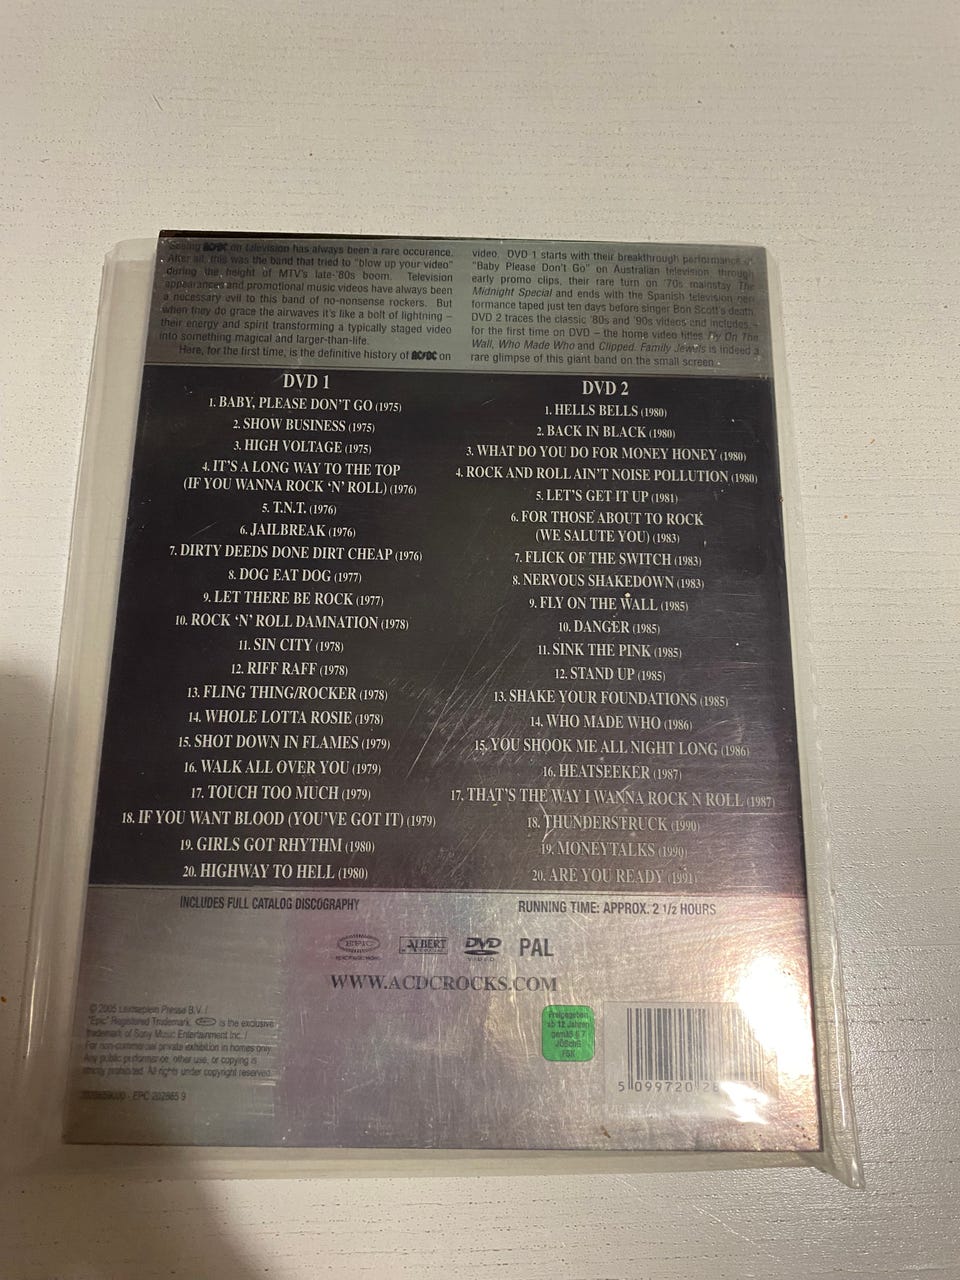 Seeing AC/DC on television has always been a rare occurence.
After all, this was the band that tried to "blow up your video"
during the height of MTV's late-'80s boom. Television
appearances and promotional music videos have always been
a necessary evil to this band of no-nonsense rockers. But
when they do grace the airwaves it's like a bolt of lightning –
their energy and spirit transforming a typically staged video
into something magical and larger-than-life.
Here, for the first time, is the definitive history of AC/DC on
video. DVD 1 starts with their breakthrough performance of
"Baby Please Don't Go" on Australian television, through
early promo clips, their rare turn on '70s mainstay The
Midnight Special and ends with the Spanish television per-
formance taped just ten days before singer Bon Scott's death.
DVD 2 traces the classic '80s and '90s videos and includes, -
for the first time on DVD – the home video titles Fly On The
Wall, Who Made Who and Clipped. Family Jewels is indeed a
rare glimpse of this giant band on the small screen.
DVD 1
1. BABY, PLEASE DON'T GO (1975)
2. SHOW BUSINESS (1975)
3. HIGH VOLTAGE (1975)
4. IT'S A LONG WAY TO THE TOP
(IF YOU WANNA ROCK 'N' ROLL) (1976)
5. T.N.T. (1976)
6. JAILBREAK (1976)
7. DIRTY DEEDS DONE DIRT CHEAP (1976)
8. DOG EAT DOG (1977)
9. LET THERE BE ROCK (1977)
10. ROCK 'N' ROLL DAMNATION (1978)
11. SIN CITY (1978)
12. RIFF RAFF (1978)
13. FLING THING/ROCKER (1978)
14. WHOLE LOTTA ROSIE (1978)
15. SHOT DOWN IN FLAMES (1979)
16. WALK ALL OVER YOU (1979)
17. TOUCH TOO MUCH (1979)
18. IF YOU WANT BLOOD (YOU'VE GOT IT) (1979)
19. GIRLS GOT RHYTHM (1980)
20. HIGHWAY TO HELL (1980)
DVD 2
1. HELLS BELLS (1980)
2. BACK IN BLACK (1980)
3. WHAT DO YOU DO FOR MONEY HONEY (1980)
4. ROCK AND ROLL AIN'T NOISE POLLUTION (1980)
5. LET'S GET IT UP (1981)
6. FOR THOSE ABOUT TO ROCK
(WE SALUTE YOU) (1983)
7. FLICK OF THE SWITCH (1983)
8. NERVOUS SHAKEDOWN (1983)
9. FLY ON THE WALL (1985)
10. DANGER (1985)
11. SINK THE PINK (1985)
12. STAND UP (1985)
13. SHAKE YOUR FOUNDATIONS (1985)
14. WHO MADE WHO (1986)
15. YOU SHOOK ME ALL NIGHT LONG (1986)
16. HEATSEEKER (1987)
17. THAT'S THE WAY I WANNA ROCK N ROLL (1987)
18. THUNDERSTRUCK (1990)
19. MONEYTALKS (1990)
20. ARE YOU READY (1991)
INCLUDES FULL CATALOG DISCOGRAPHY
RUNNING TIME: APPROX. 2 1/2 HOURS
EPIC
ALBERT
DVD
VIDEO
PAL
WWW.ACDCROCKS.COM
© 2005 Leidseplein Presse B.V. /
"Epic" Registered Trademark. EPIC is the exclusive
trademark of Sony Music Entertainment Inc. /
For non-commercial private exhibition in homes only.
Any public performance, other use, or copying is
strictly prohibited. All rights under copyright reserved.
2028659000 - EPC 202865 9
Freigegeben
ab 12 Jahren
gemäß § 7
JÖSchG
FSK
5 099720